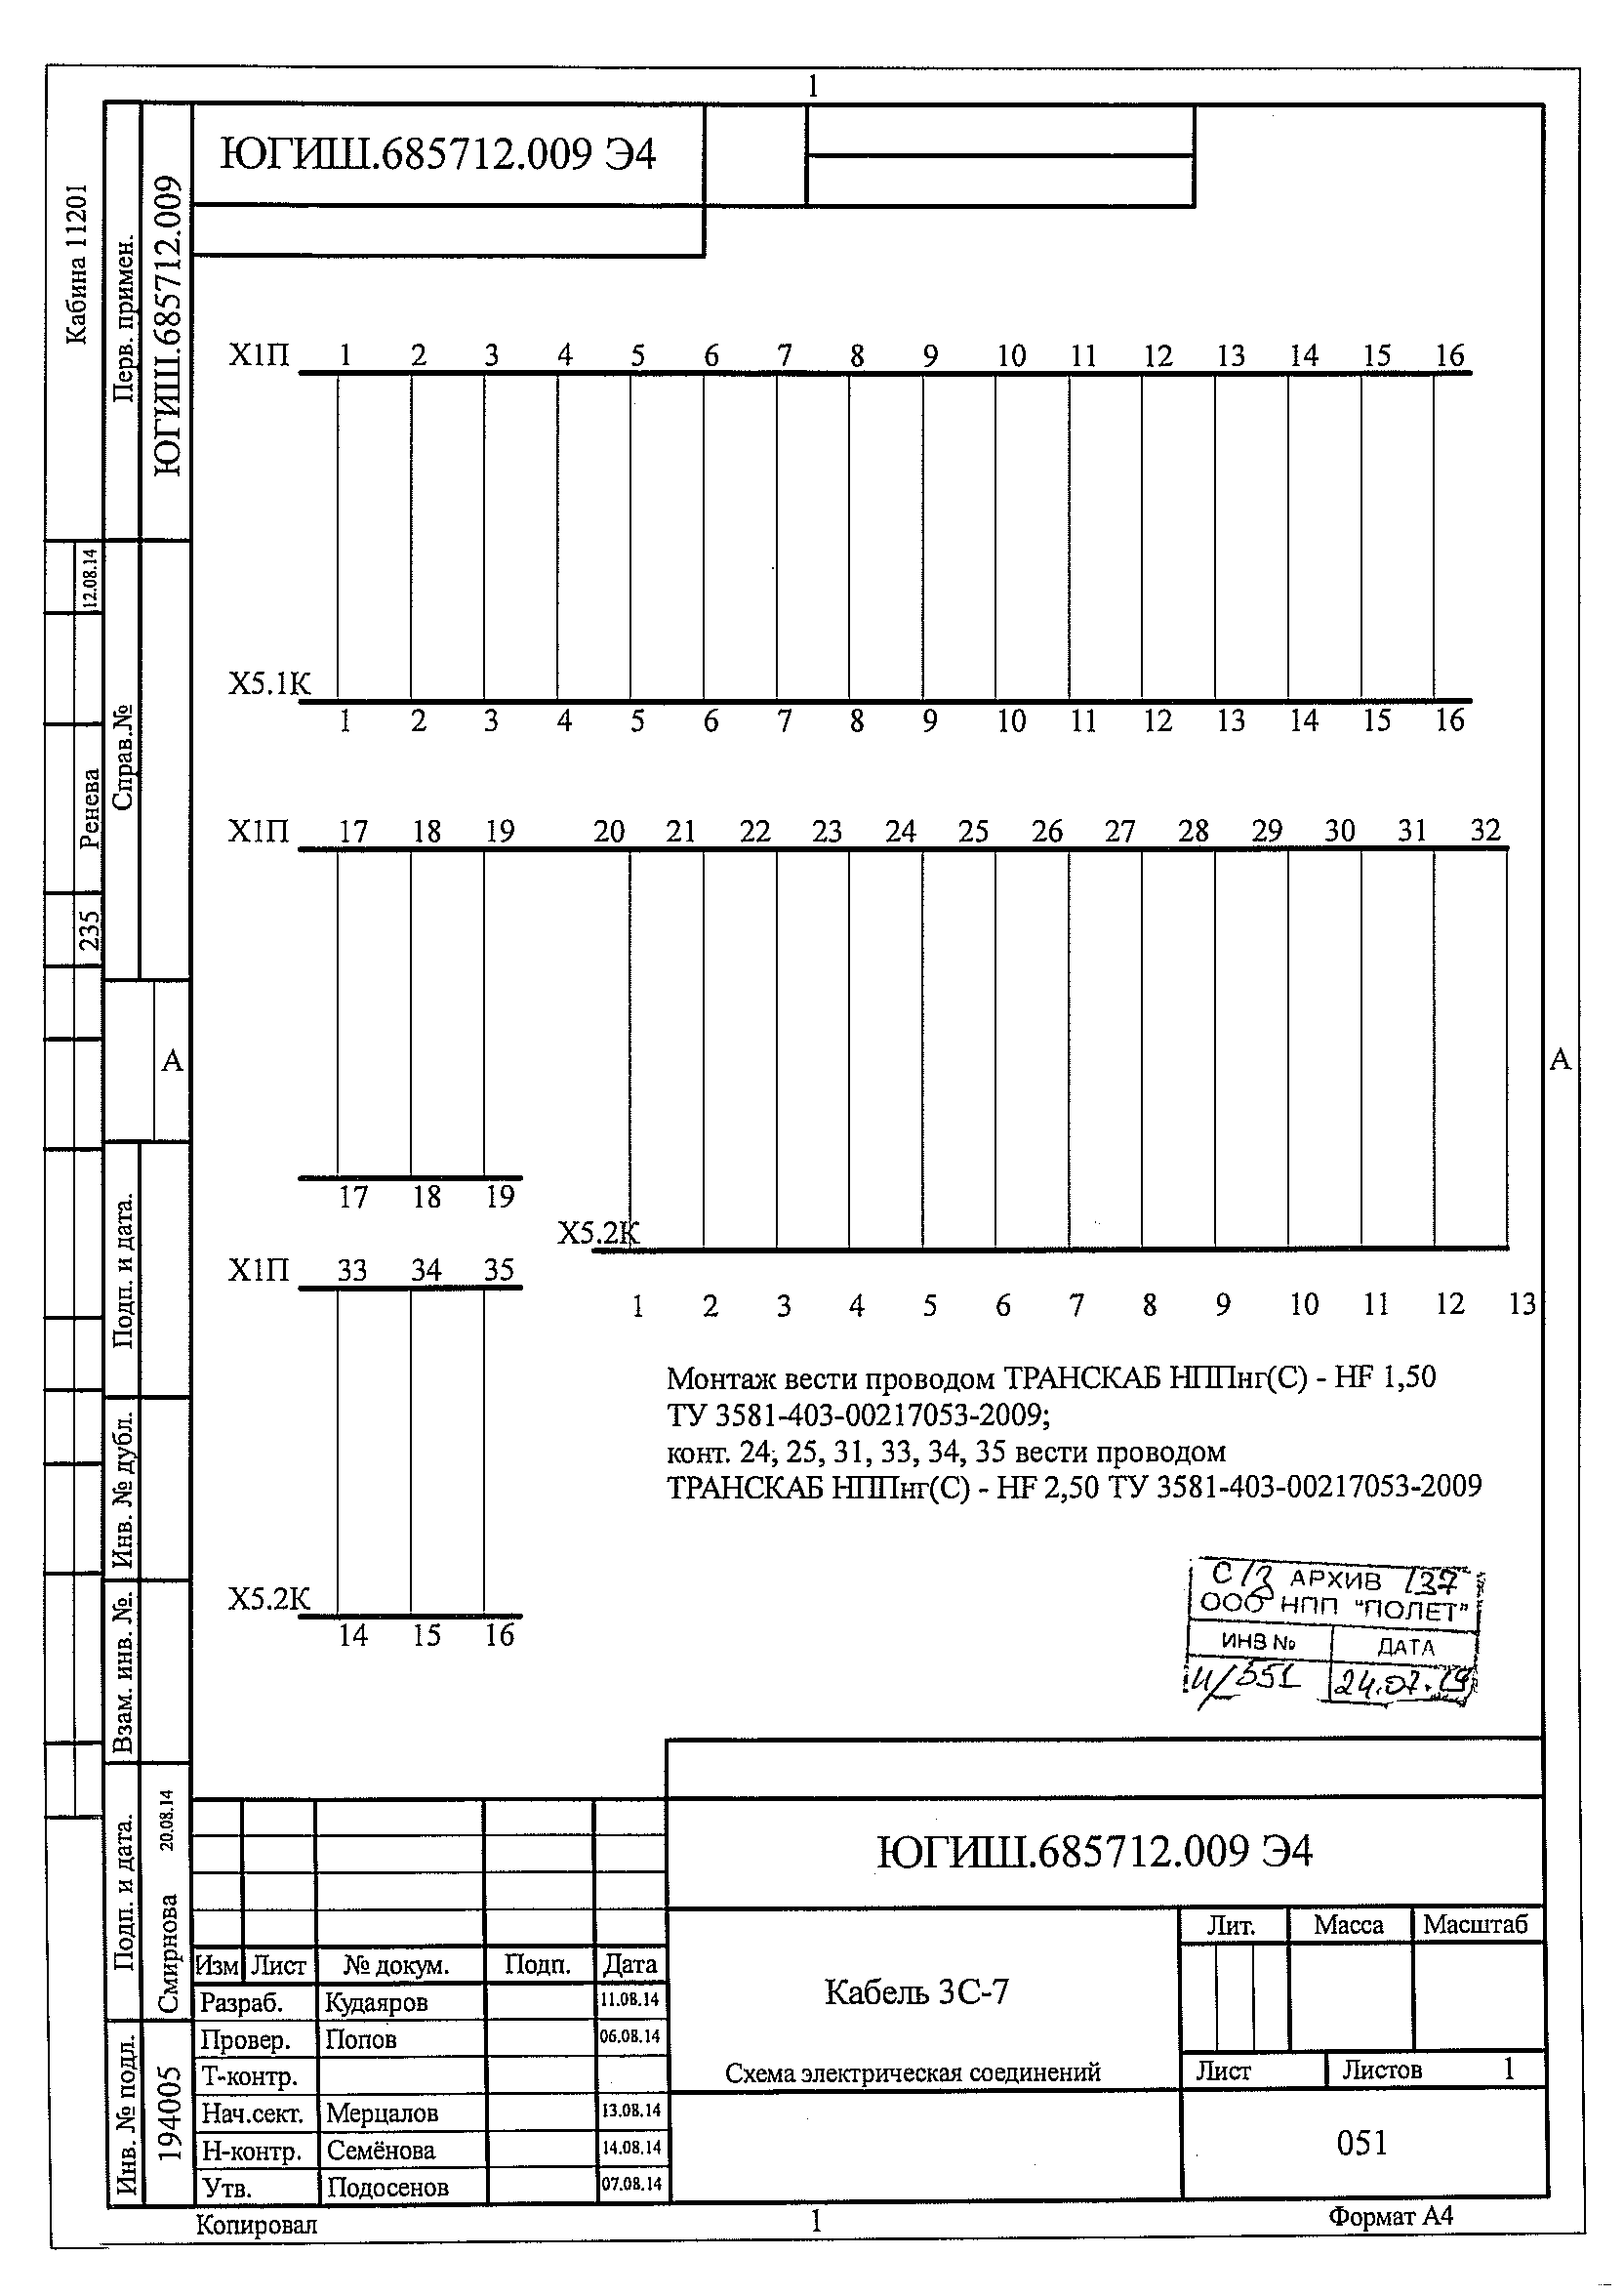 1
ЮГИШ.685712.009 Э4
Кабина 11201
Перв. примен.
ЮГИШ.685712.009
Х1П 1 2 3 4 5 6 7 8 9 10 11 12 13 14 15 16
Х5.1К
1 2 3 4 5 6 7 8 9 10 11 12 13 14 15 16
12.08.14
Ренева
235
Справ.№
Х1П 17 18 19 20 21 22 23 24 25 26 27 28 29 30 31 32
А
А
17 18 19
Х5.2К
1 2 3 4 5 6 7 8 9 10 11 12 13
Х1П 33 34 35
Х5.2К
14 15 16
Монтаж вести проводом ТРАНСКАБ НППнг(С) - HF 1,50
ТУ 3581-403-00217053-2009;
конт. 24, 25, 31, 33, 34, 35 вести проводом
ТРАНСКАБ НППнг(С) - HF 2,50 ТУ 3581-403-00217053-2009
АРХИВ 137
ООО НПП "ПОЛЕТ"
ИНВ № ДАТА
24.07.19
Подп. и дата.
Инв. № дубл.
Взам. инв. №.
Подп. и дата.
Смирнова 20.08.14
Инв. № подл.
194005
ЮГИШ.685712.009 Э4
Изм Лист № докум. Подп. Дата
Разраб. Кудаяров 11.08.14
Провер. Попов 06.08.14
Т-контр.
Нач.сект. Мерцалов 13.08.14
Н-контр. Семёнова 14.08.14
Утв. Подосенов 07.08.14
Кабель 3С-7
Схема электрическая соединений
Лит. Масса Масштаб
Лист Листов 1
051
Копировал
1
Формат А4